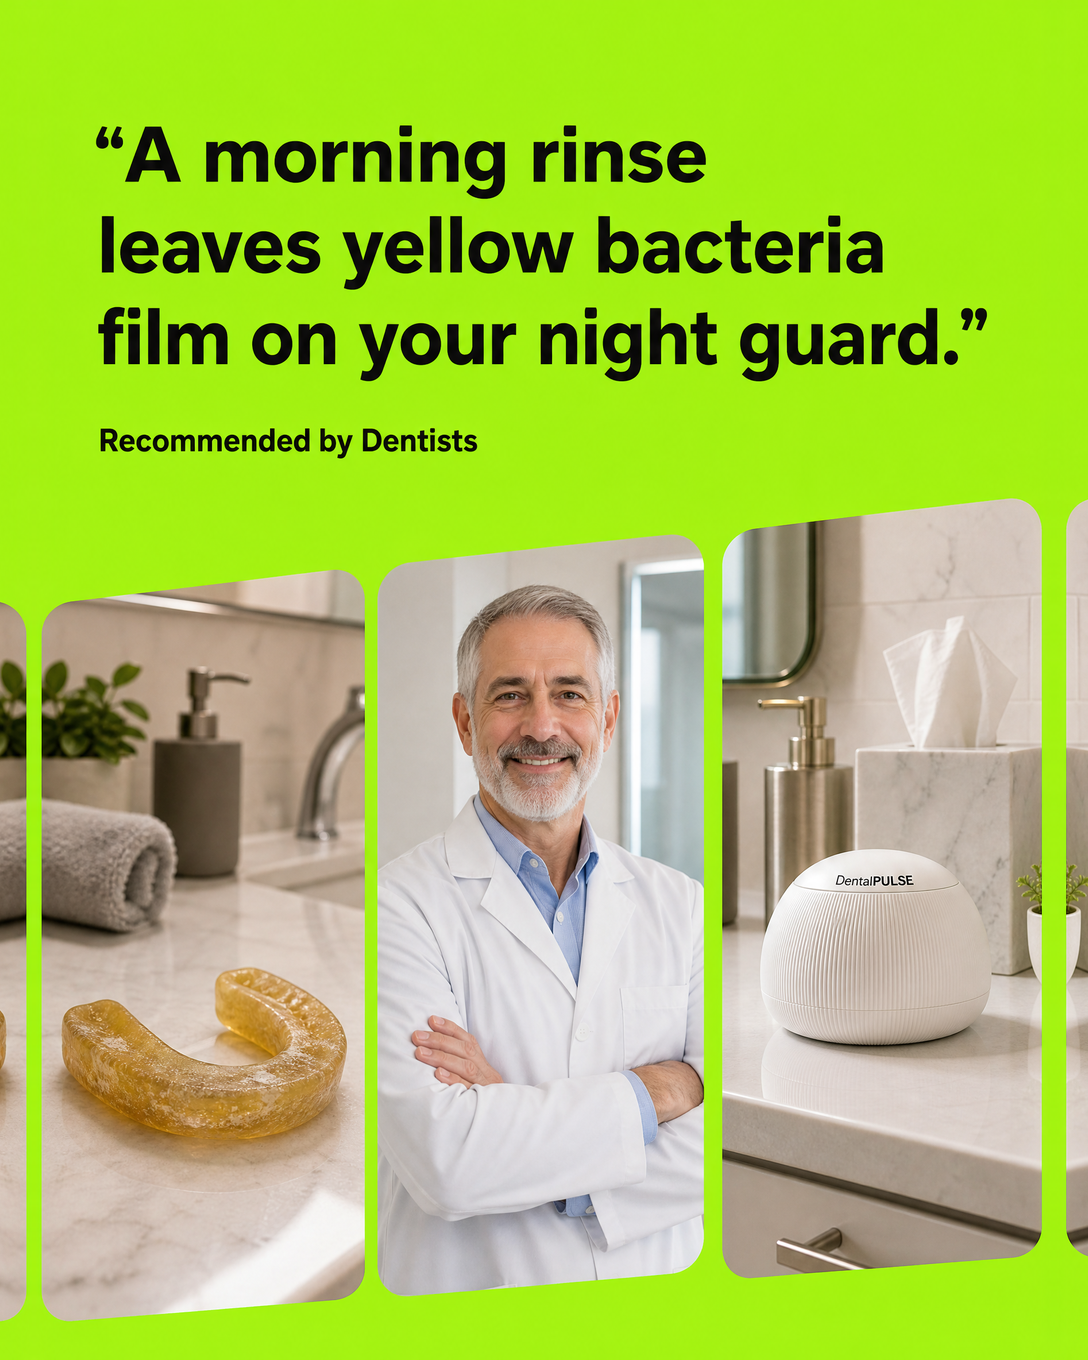 “A morning rinse
leaves yellow bacteria
film on your night guard.”
Recommended by Dentists
DentalPULSE